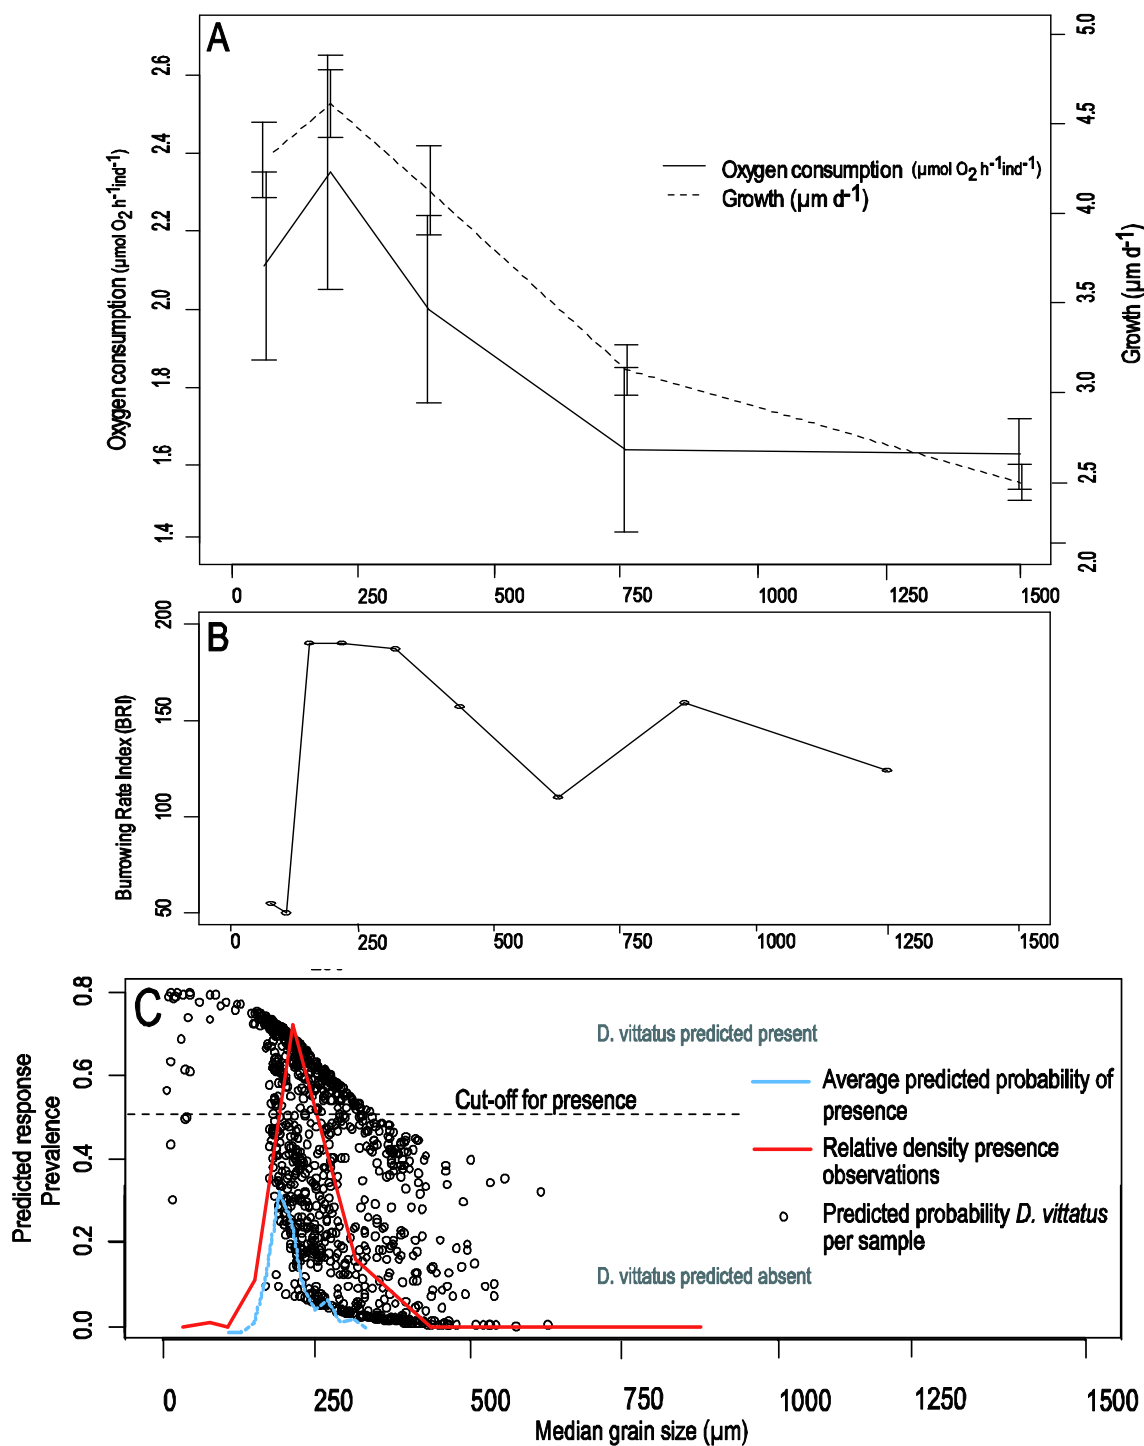 A
Oxygen consumption (µmol O2 h-1ind-1)
2.6
2.4
2.2
2.0
1.8
1.6
1.4
Oxygen consumption (µmol O2 h-1ind-1)
Growth (µm d-1)
5.0
4.5
4.0
3.5
3.0
2.5
2.0
Growth (µm d-1)
0 250 500 750 1000 1250 1500
B
Burrowing Rate Index (BRI)
200
150
100
50
0 250 500 750 1000 1250 1500
C
Predicted response
Prevalence
0.8
0.6
0.4
0.2
0.0
D. vittatus predicted present
Cut-off for presence
Average predicted probability of
presence
Relative density presence
observations
Predicted probability D. vittatus
per sample
D. vittatus predicted absent
0 250 500 750 1000 1250 1500
Median grain size (µm)